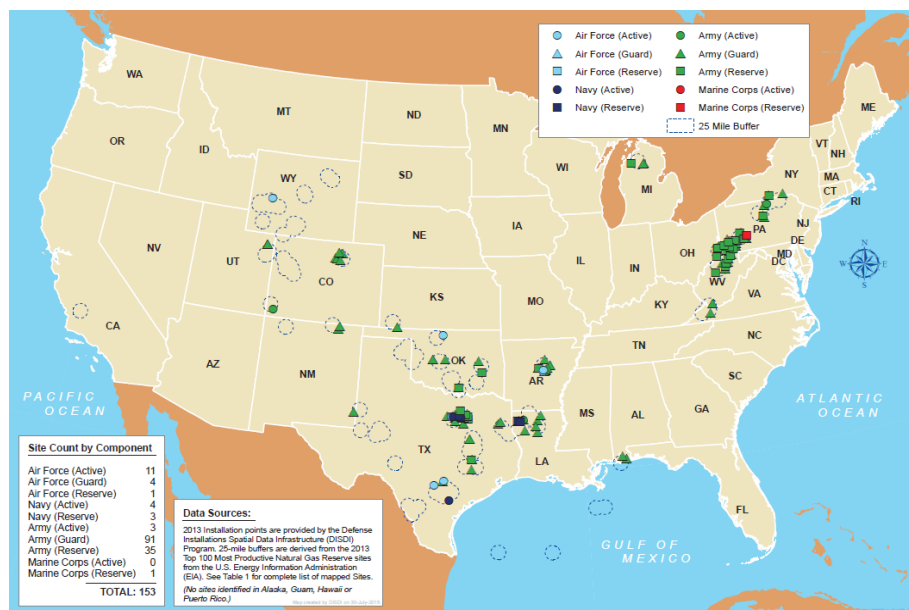 Air Force (Active)
Air Force (Guard)
Air Force (Reserve)
Navy (Active)
Navy (Reserve)
Army (Active)
Army (Guard)
Army (Reserve)
Marine Corps (Active)
Marine Corps (Reserve)
25 Mile Buffer
WA
MT
ND
MN
ME
OR
ID
WY
SD
WI
MI
VT
NH
NY
MA
CT
RI
NV
UT
CO
NE
IA
IL
IN
OH
PA
NJ
DE
MD
DC
WV
VA
CA
KS
MO
KY
AZ
NM
OK
AR
TN
NC
SC
TX
LA
MS
AL
GA
FL
N
W
E
S
PACIFIC
OCEAN
ATLANTIC
OCEAN
GULF OF
MEXICO
Site Count by Component
Air Force (Active) 11
Air Force (Guard) 4
Air Force (Reserve) 1
Navy (Active) 4
Navy (Reserve) 3
Army (Active) 3
Army (Guard) 91
Army (Reserve) 35
Marine Corps (Active) 0
Marine Corps (Reserve) 1
TOTAL: 153
Data Sources:
2013 Installation points are provided by the Defense
Installations Spatial Data Infrastructure (DISDI)
Program. 25-mile buffers are derived from the 2013
Top 100 Most Productive Natural Gas Reserve sites
from the U.S. Energy Information Administration
(EIA). See Table 1 for complete list of mapped Sites.
(No sites identified in Alaska, Guam, Hawaii or
Puerto Rico.)